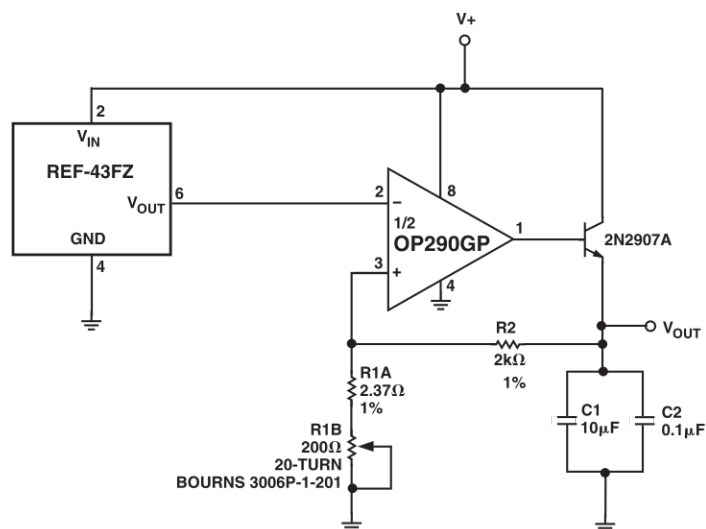 V+
2
V_IN
REF-43FZ
V_OUT
6
GND
4
2
−
8
1/2
OP290GP
1
3
+
4
2N2907A
R2
2kΩ
1%
V_OUT
R1A
2.37Ω
1%
R1B
200Ω
20-TURN
BOURNS 3006P-1-201
C1
10μF
C2
0.1μF